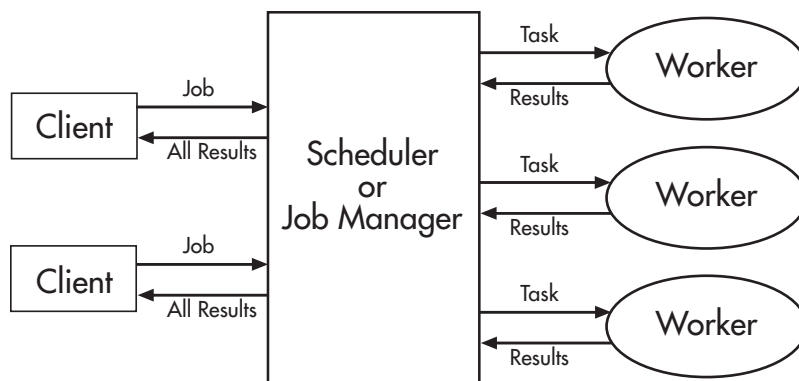 Client
Job
All Results
Client
Job
All Results
Scheduler
or
Job Manager
Task
Results
Worker
Task
Results
Worker
Task
Results
Worker